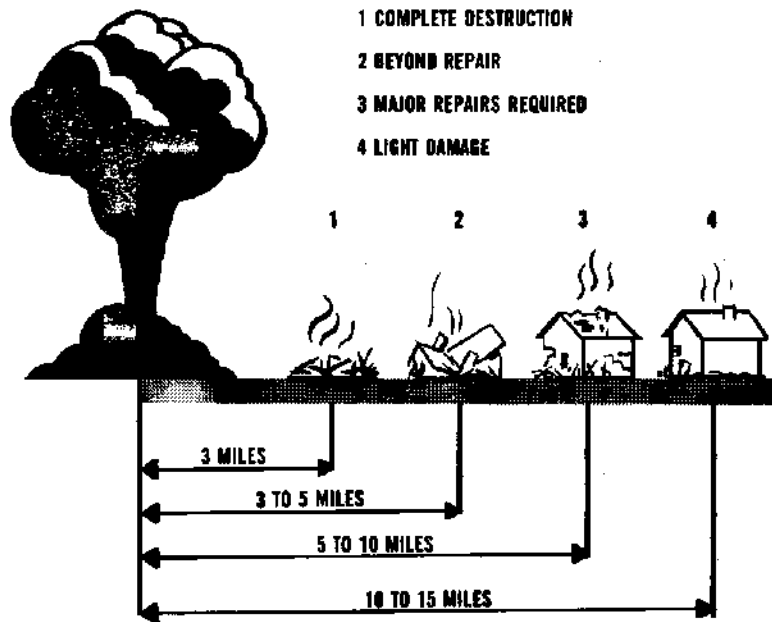 1 COMPLETE DESTRUCTION
2 BEYOND REPAIR
3 MAJOR REPAIRS REQUIRED
4 LIGHT DAMAGE
1 2 3 4
3 MILES
3 TO 5 MILES
5 TO 10 MILES
10 TO 15 MILES